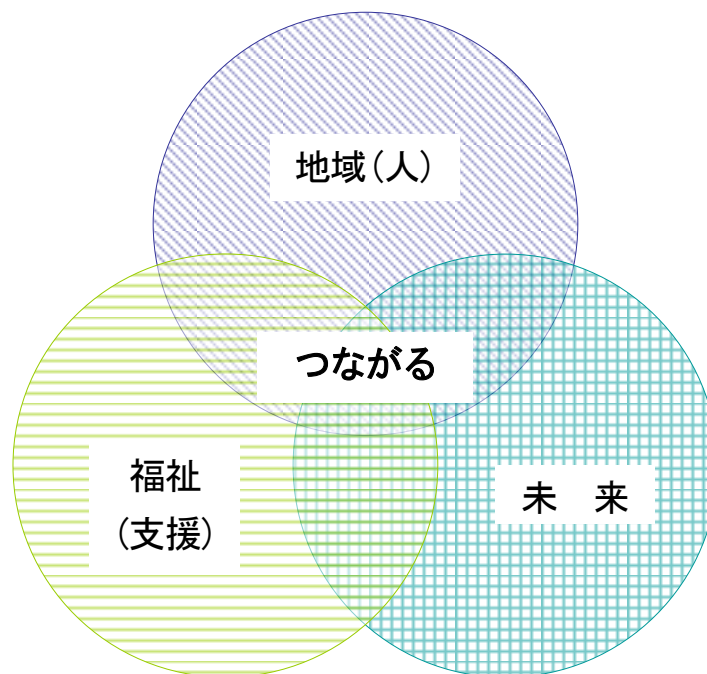 地域(人)
つながる
福祉
(支援)
未　来